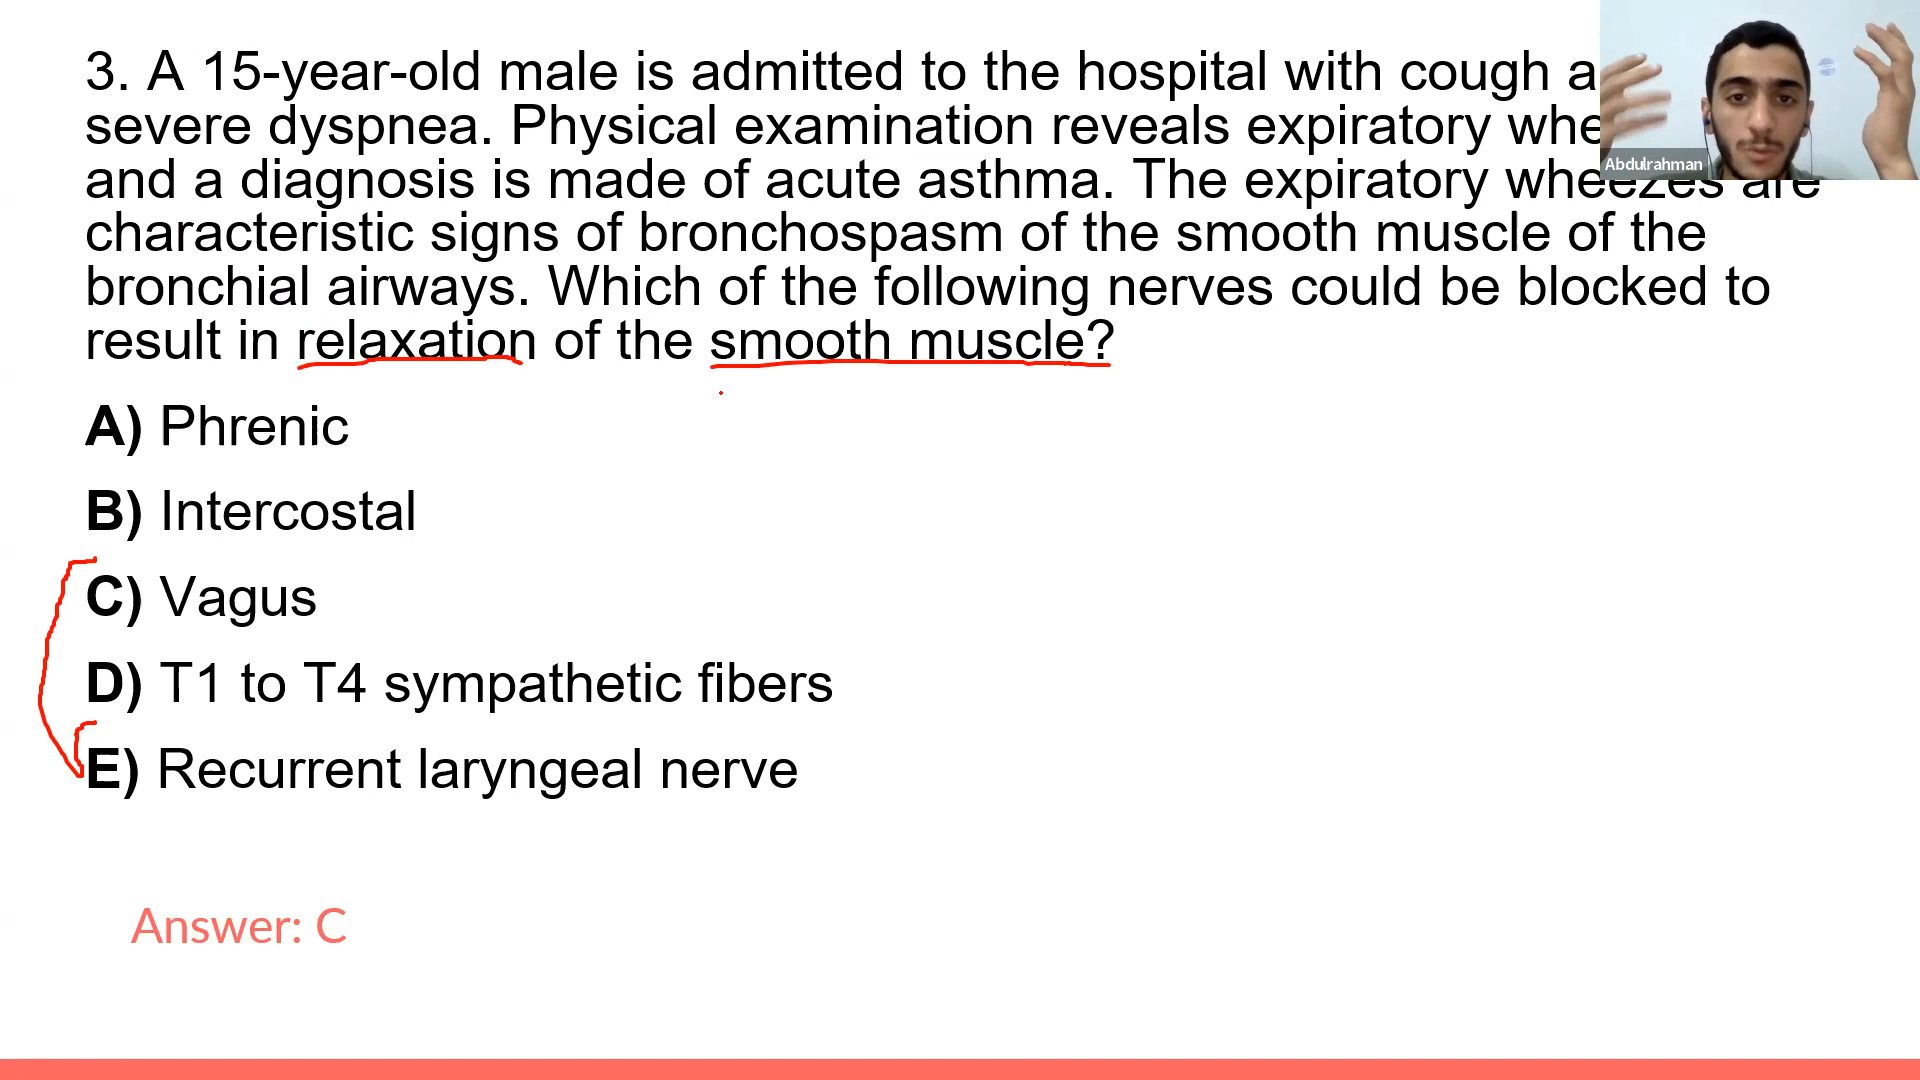 3. A 15-year-old male is admitted to the hospital with cough a
severe dyspnea. Physical examination reveals expiratory whe
and a diagnosis is made of acute asthma. The expiratory wheezes are
characteristic signs of bronchospasm of the smooth muscle of the
bronchial airways. Which of the following nerves could be blocked to
result in relaxation of the smooth muscle?
A) Phrenic
B) Intercostal
C) Vagus
D) T1 to T4 sympathetic fibers
E) Recurrent laryngeal nerve
Answer: C
Abdulrahman